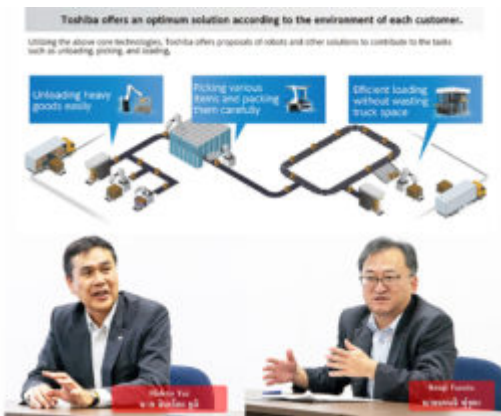 Toshiba offers an optimum solution according to the environment of each customer.
Utilizing the above core technologies, Toshiba offers proposals of robots and other solutions to contribute to the tasks
such as unloading, picking, and loading.
Unloading heavy
goods easily
Picking various
items and packing
them carefully
Efficient loading
without wasting
truck space